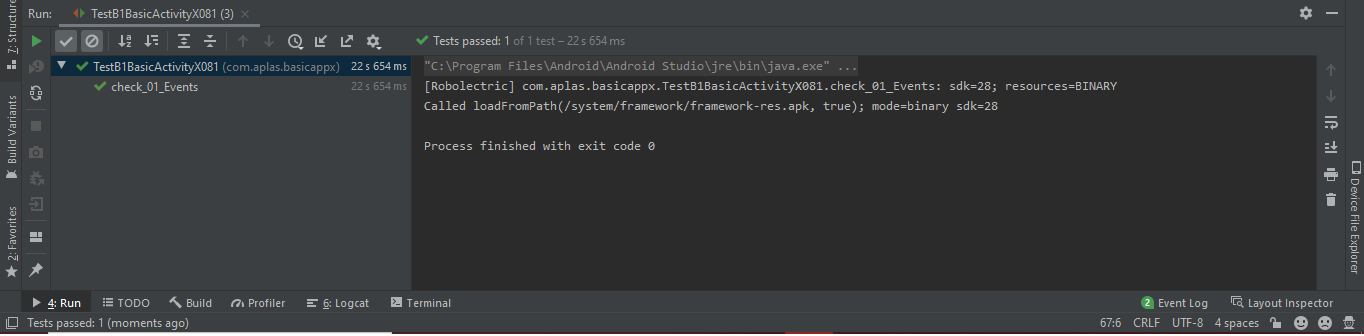 Run: TestB1BasicActivityX081 (3)
Tests passed: 1 of 1 test – 22 s 654 ms
TestB1BasicActivityX081 (com.aplas.basicappx) 22 s 654 ms
check_01_Events 22 s 654 ms
"C:\Program Files\Android\Android Studio\jre\bin\java.exe" ...
[Robolectric] com.aplas.basicappx.TestB1BasicActivityX081.check_01_Events: sdk=28; resources=BINARY
Called loadFromPath(/system/framework/framework-res.apk, true); mode=binary sdk=28
Process finished with exit code 0
7: Structure
Build Variants
2: Favorites
Device File Explorer
4: Run TODO Build Profiler 6: Logcat Terminal 2 Event Log Layout Inspector
Tests passed: 1 (moments ago) 67:6 CRLF UTF-8 4 spaces